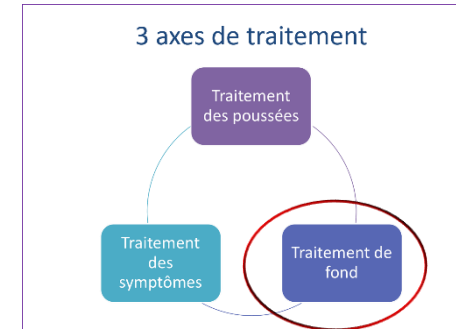 3 axes de traitement
Traitement
des poussées
Traitement
des
symptômes
Traitement de
fond